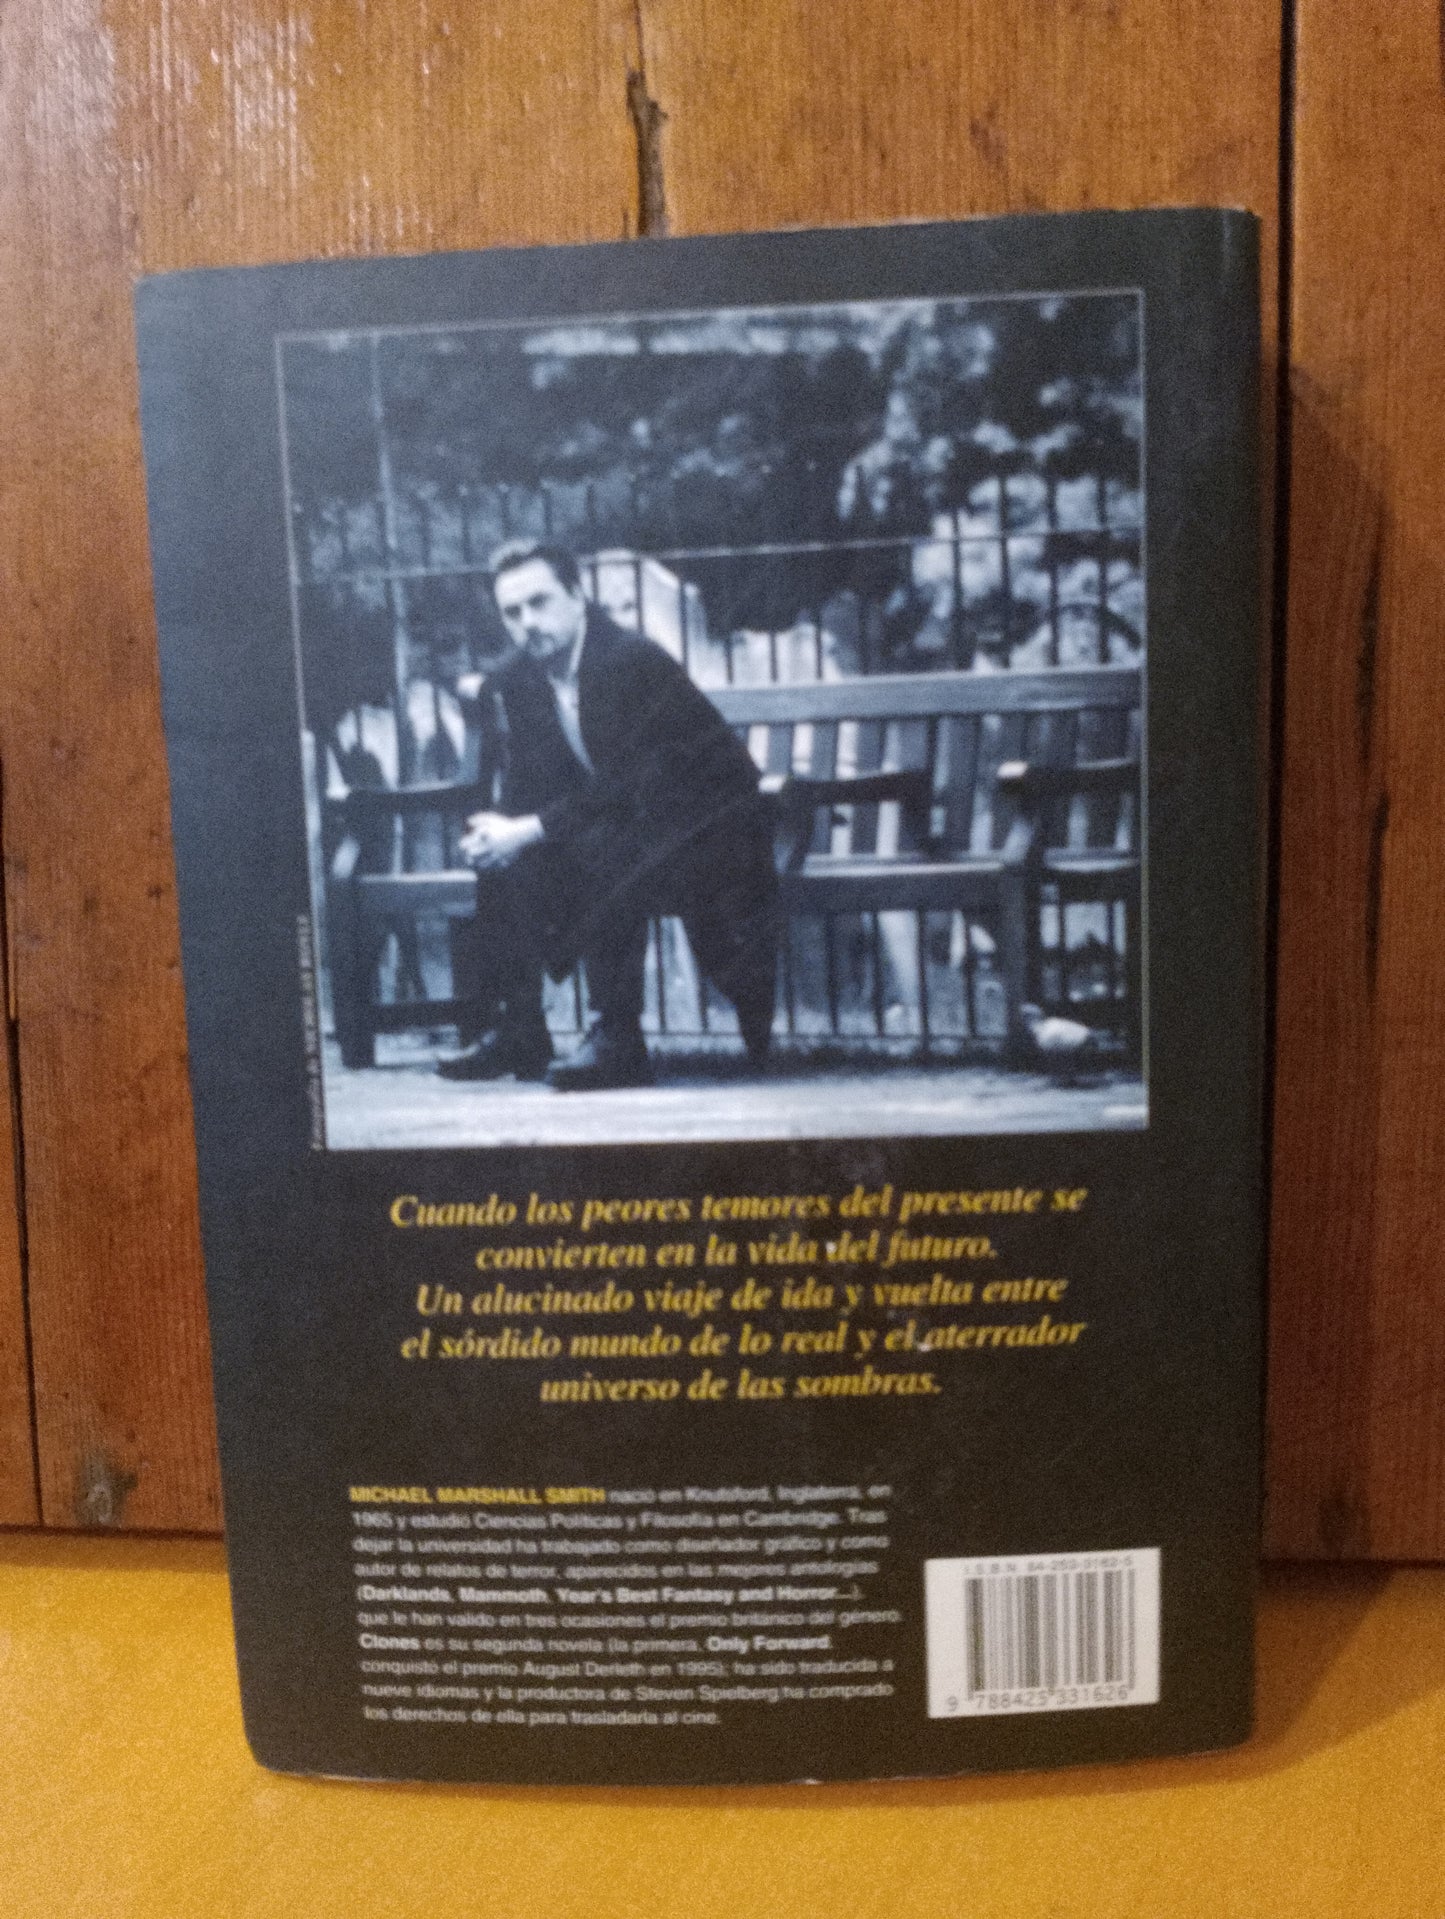 Cuando los peores temores del presente se
convierten en la vida del futuro.
Un alucinado viaje de ida y vuelta entre
el sórdido mundo de lo real y el aterrador
universo de las sombras.
MICHAEL MARSHALL SMITH nació en Knutsford, Inglaterra, en
1965 y estudió Ciencias Políticas y Filosofía en Cambridge. Tras
dejar la universidad ha trabajado como diseñador gráfico y como
autor de relatos de terror, aparecidos en las mejores antologías
(Darklands, Mammoth, Year's Best Fantasy and Horror...),
que le han valido en tres ocasiones el premio británico del género.
Clones es su segunda novela (la primera, Only Forward,
conquistó el premio August Derleth en 1995); ha sido traducida a
nueve idiomas y la productora de Steven Spielberg ha comprado
los derechos de ella para trasladarla al cine.
I.S.B.N. 84-253-3162-5
9 788425 331626